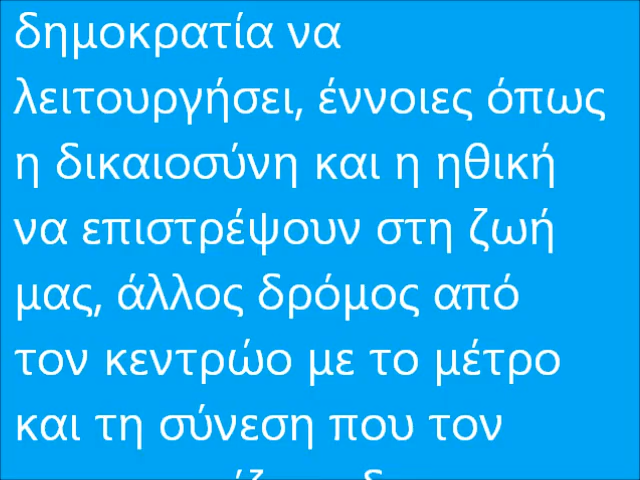 δημοκρατία να
λειτουργήσει, έννοιες όπως
η δικαιοσύνη και η ηθική
να επιστρέψουν στη ζωή
μας, άλλος δρόμος από
τον κεντρώο με το μέτρο
και τη σύνεση που τον